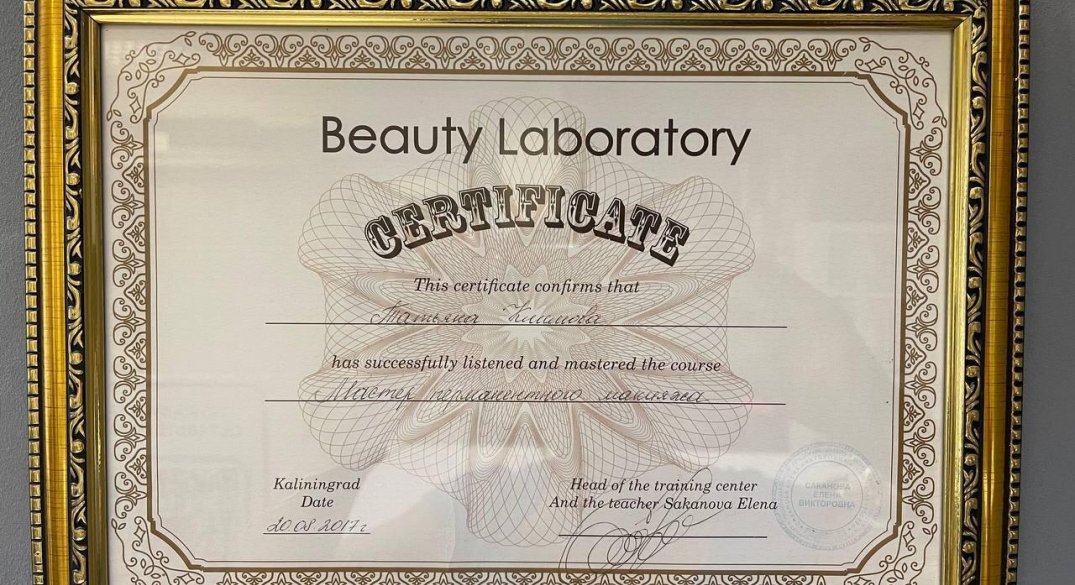 Beauty Laboratory
CERTIFICATE
This certificate confirms that
Татьяна Климова
has successfully listened and mastered the course
Мастер перманентного макияжа
Kaliningrad
Date
20 08 2017г
Head of the training center
And the teacher Sakanova Elena
САКАНОВА
ЕЛЕНА
ВИКТОРОВНА